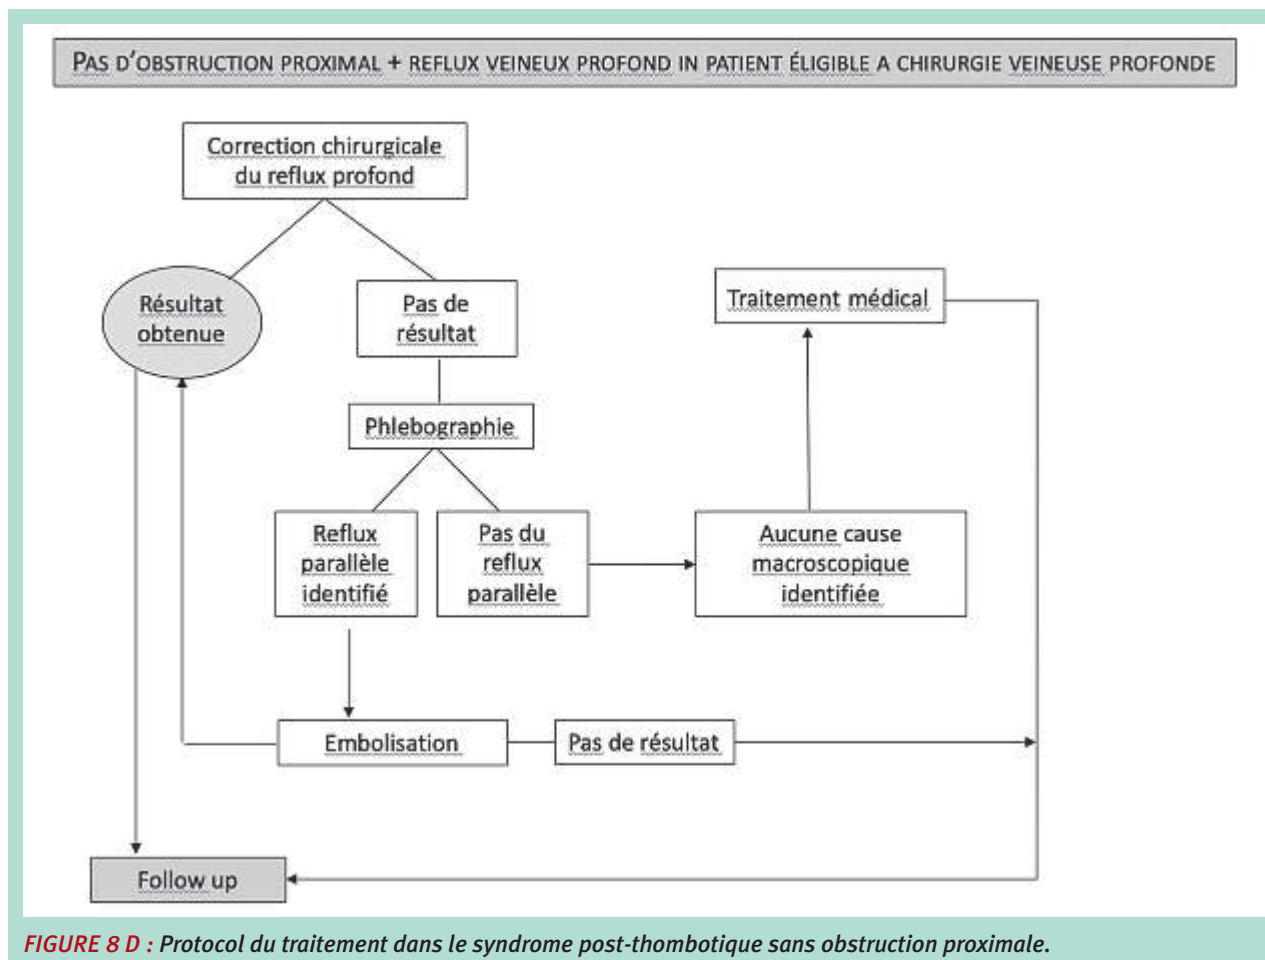 PAS D'OBSTRUCTION PROXIMAL + REFLUX VEINEUX PROFOND IN PATIENT ÉLIGIBLE A CHIRURGIE VEINEUSE PROFONDE
Correction chirurgicale
du reflux profond
Résultat
obtenue
Pas de
résultat
Traitement médical
Phlebographie
Reflux
parallèle
identifié
Pas du
reflux
parallèle
Aucune cause
macroscopique
identifiée
Embolisation
Pas de résultat
Follow up
FIGURE 8 D : Protocol du traitement dans le syndrome post-thombotique sans obstruction proximale.